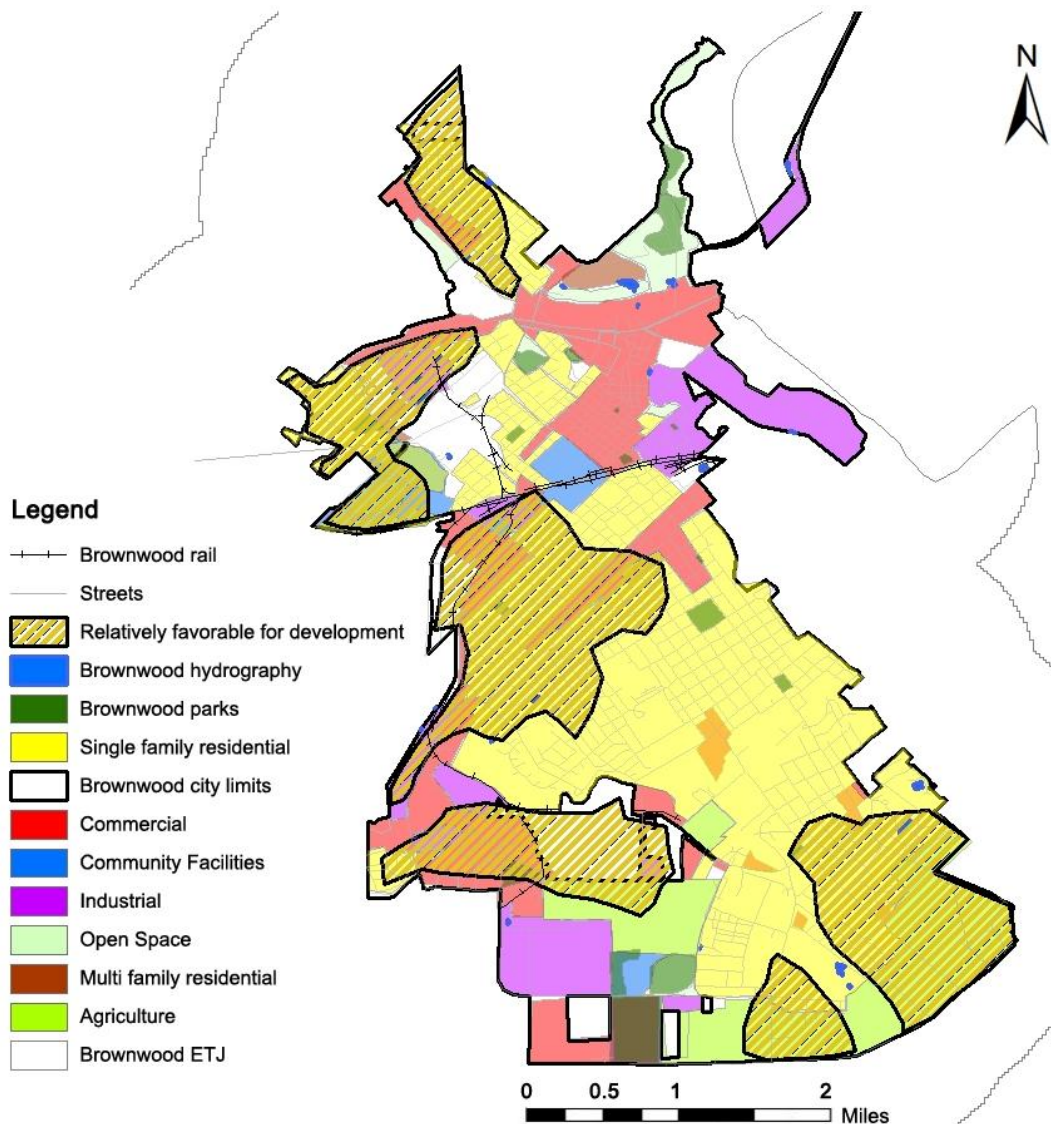 N
Legend
Brownwood rail
Streets
Relatively favorable for development
Brownwood hydrography
Brownwood parks
Single family residential
Brownwood city limits
Commercial
Community Facilities
Industrial
Open Space
Multi family residential
Agriculture
Brownwood ETJ
0 0.5 1 2
Miles